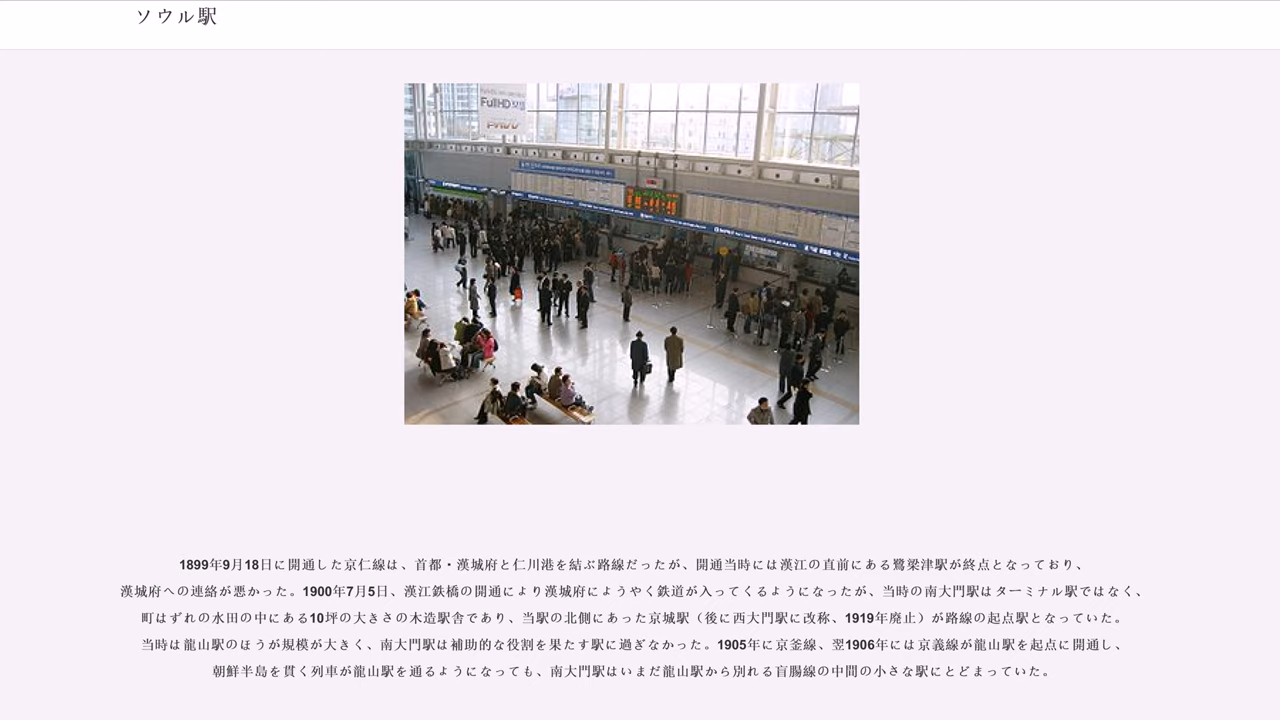 ソウル駅
FullHD
1899年9月18日に開通した京仁線は、首都・漢城府と仁川港を結ぶ路線だったが、開通当時には漢江の直前にある鷺梁津駅が終点となっており、
漢城府への連絡が悪かった。1900年7月5日、漢江鉄橋の開通により漢城府にようやく鉄道が入ってくるようになったが、当時の南大門駅はターミナル駅ではなく、
町はずれの水田の中にある10坪の大きさの木造駅舎であり、当駅の北側にあった京城駅（後に西大門駅に改称、1919年廃止）が路線の起点駅となっていた。
当時は龍山駅のほうが規模が大きく、南大門駅は補助的な役割を果たす駅に過ぎなかった。1905年に京釜線、翌1906年には京義線が龍山駅を起点に開通し、
朝鮮半島を貫く列車が龍山駅を通るようになっても、南大門駅はいまだ龍山駅から別れる盲腸線の中間の小さな駅にとどまっていた。